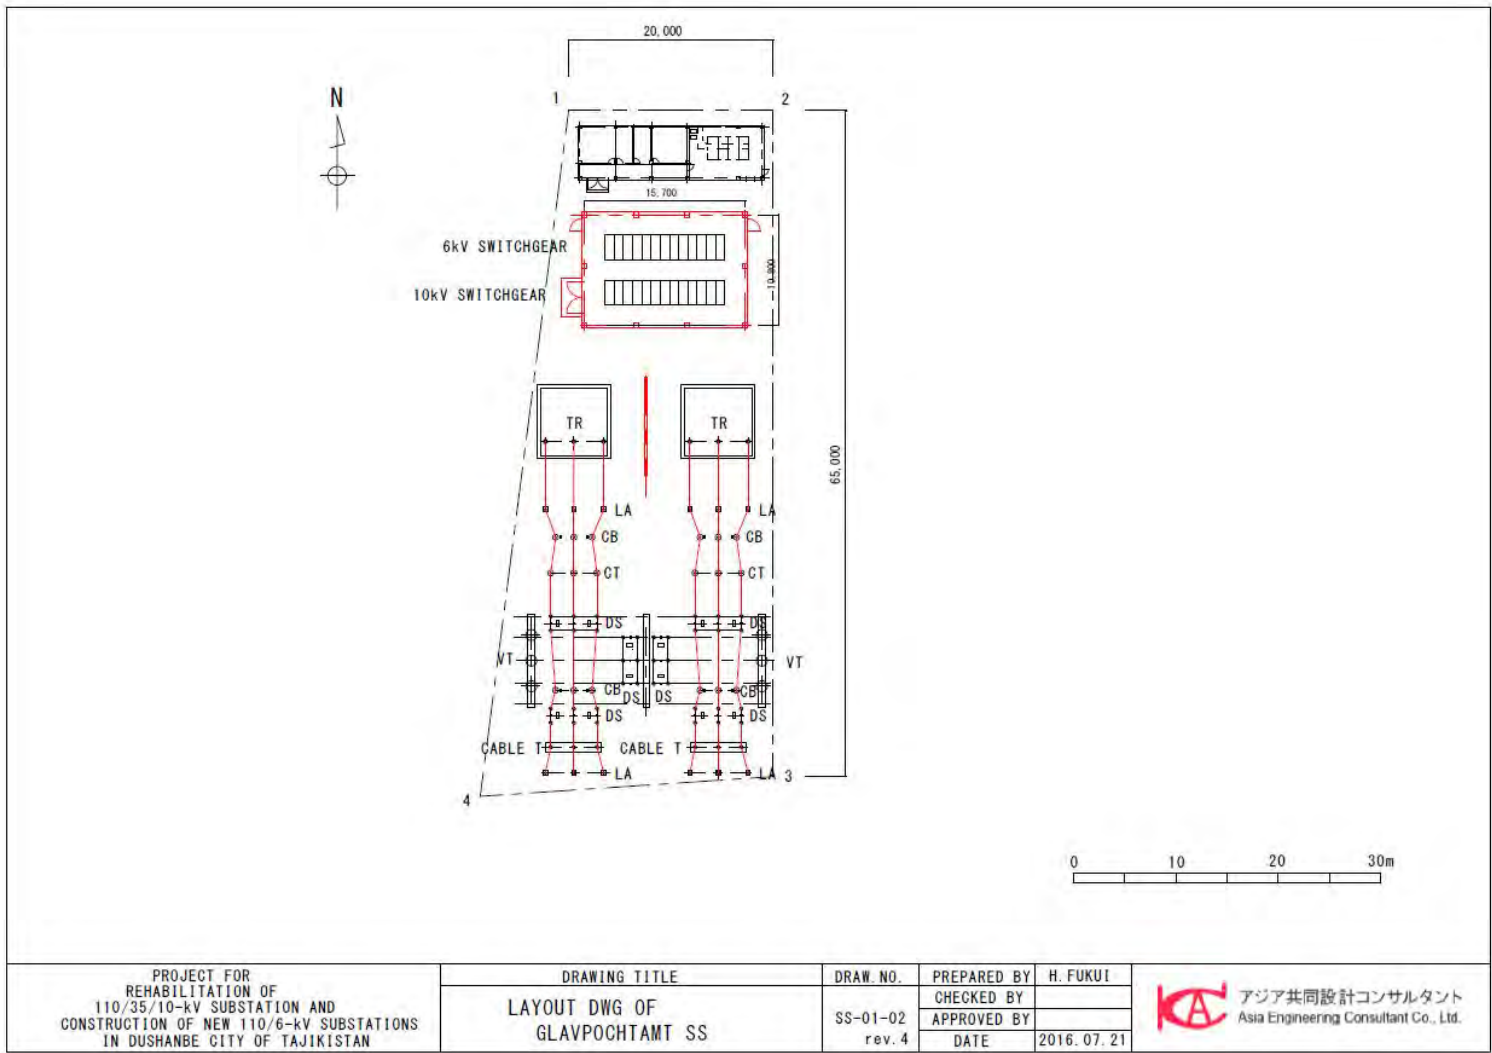 20,000
N
1
2
15,700
6kV SWITCHGEAR
10,800
10kV SWITCHGEAR
TR
TR
65,000
LA
LA
CB
CB
CT
CT
DS
DS
VT
VT
CB
DS
DS
CB
DS
DS
CABLE T
CABLE T
LA
LA
3
4
0 10 20 30m
PROJECT FOR
REHABILITATION OF
110/35/10-kV SUBSTATION AND
CONSTRUCTION OF NEW 110/6-kV SUBSTATIONS
IN DUSHANBE CITY OF TAJIKISTAN
DRAWING TITLE
LAYOUT DWG OF
GLAVPOCHTAMT SS
DRAW. NO.
SS-01-02
rev. 4
PREPARED BY H. FUKUI
CHECKED BY
APPROVED BY
DATE 2016. 07. 21
アジア共同設計コンサルタント
Asia Engineering Consultant Co., Ltd.